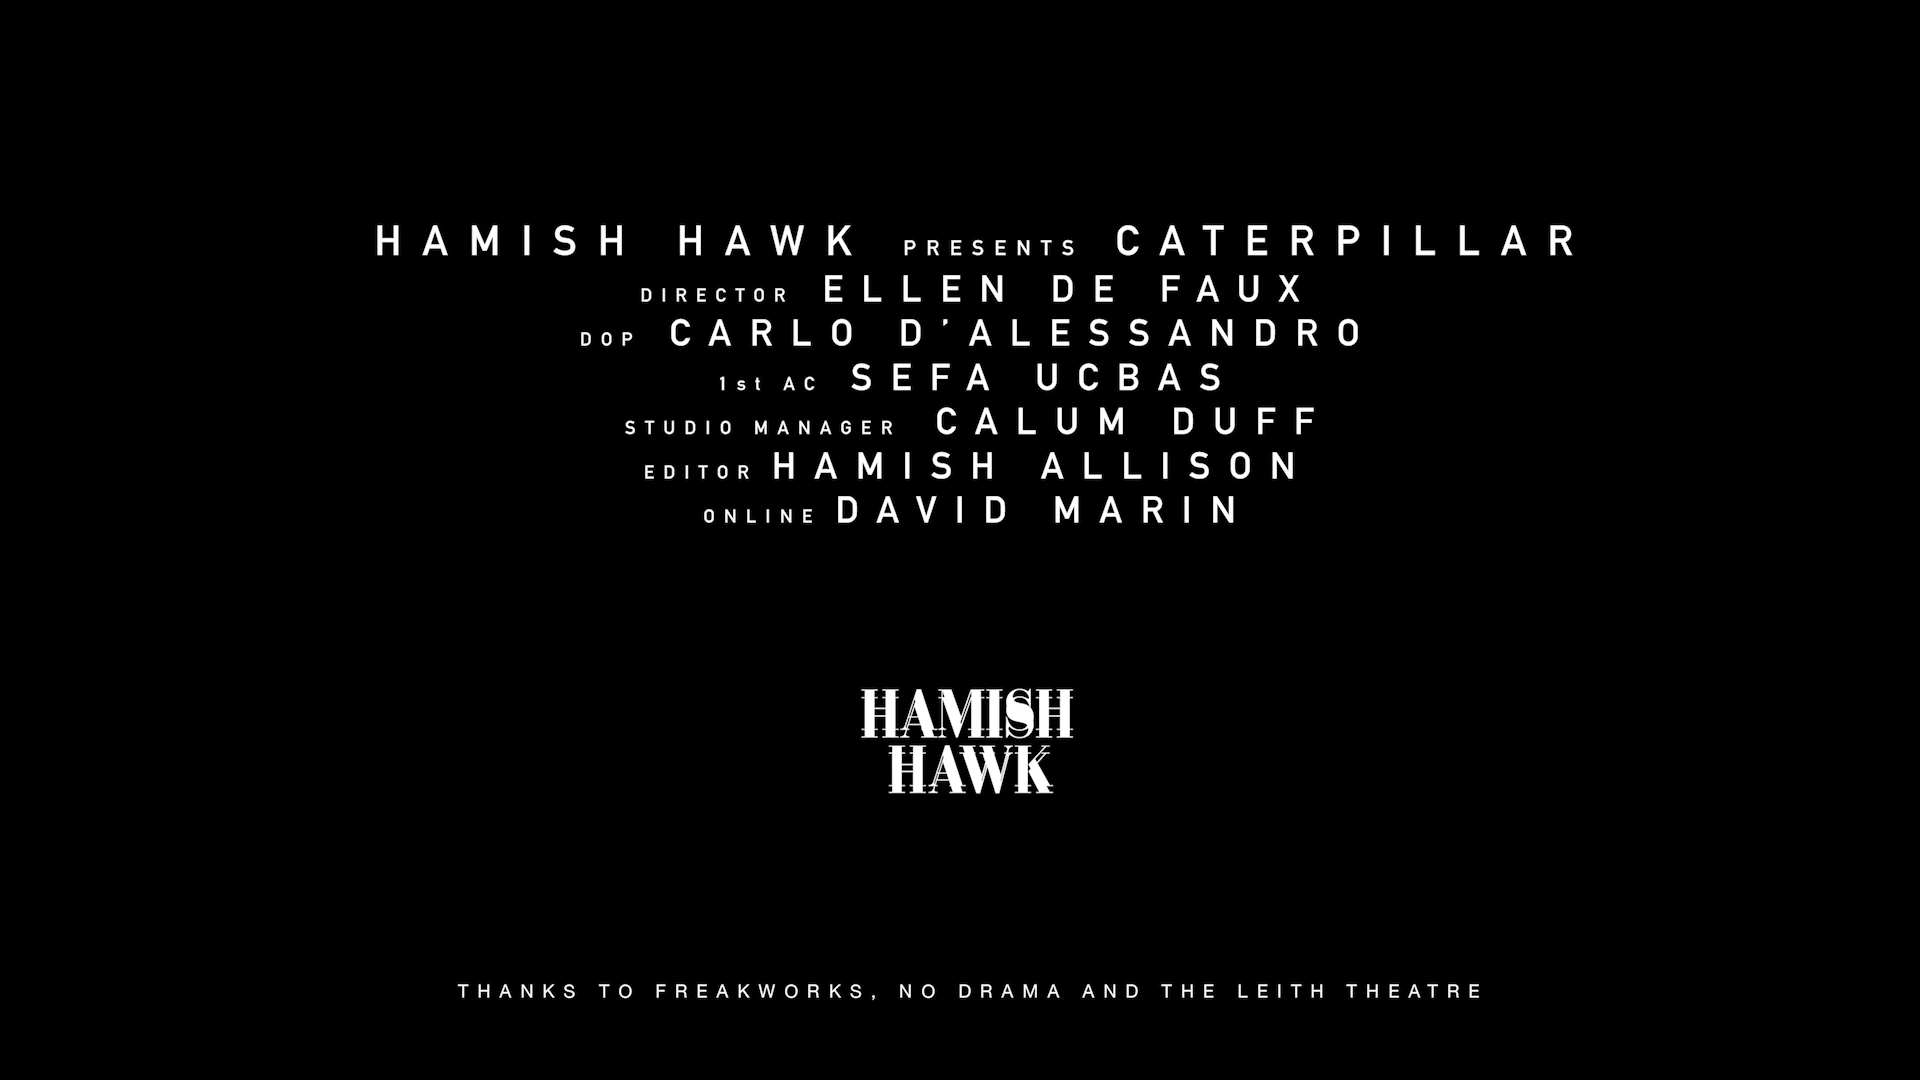 HAMISH HAWK PRESENTS CATERPILLAR
DIRECTOR ELLEN DE FAUX
DOP CARLO D'ALESSANDRO
1st AC SEFA UCBAS
STUDIO MANAGER CALUM DUFF
EDITOR HAMISH ALLISON
ONLINE DAVID MARIN
HAMISH
HAWK
THANKS TO FREAKWORKS, NO DRAMA AND THE LEITH THEATRE